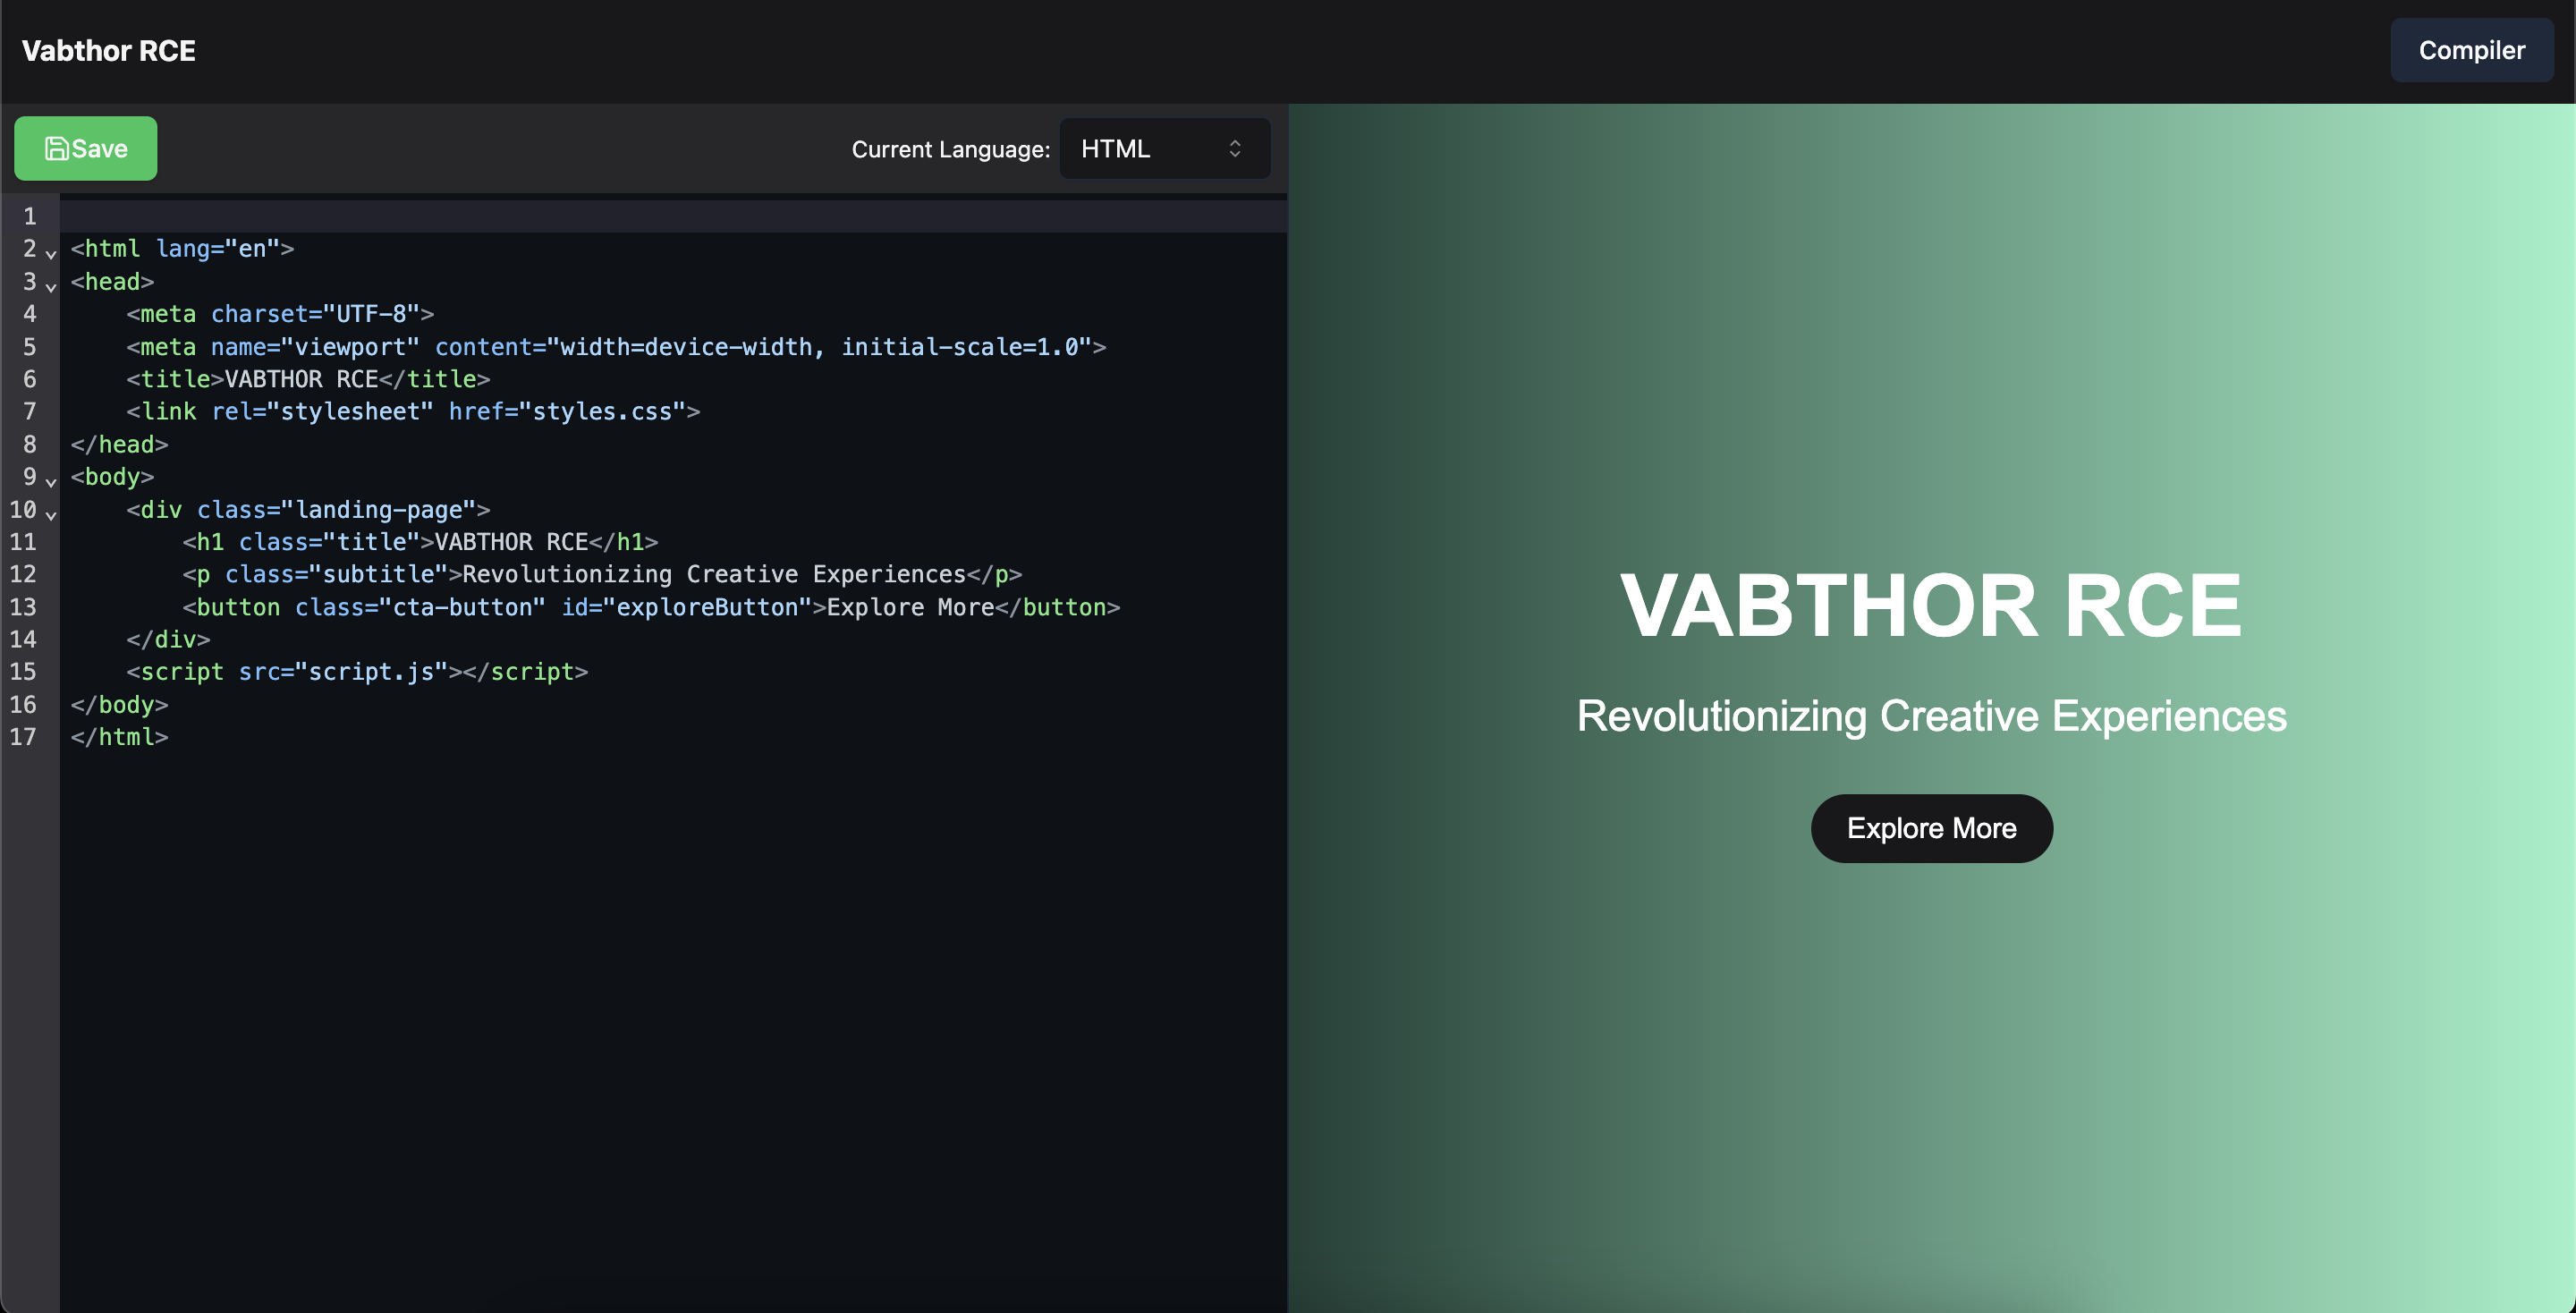 Vabthor RCE
Compiler
Save
Current Language:
HTML
1
2 <html lang="en">
3 <head>
4     <meta charset="UTF-8">
5     <meta name="viewport" content="width=device-width, initial-scale=1.0">
6     <title>VABTHOR RCE</title>
7     <link rel="stylesheet" href="styles.css">
8 </head>
9 <body>
10     <div class="landing-page">
11         <h1 class="title">VABTHOR RCE</h1>
12         <p class="subtitle">Revolutionizing Creative Experiences</p>
13         <button class="cta-button" id="exploreButton">Explore More</button>
14     </div>
15     <script src="script.js"></script>
16 </body>
17 </html>
VABTHOR RCE
Revolutionizing Creative Experiences
Explore More